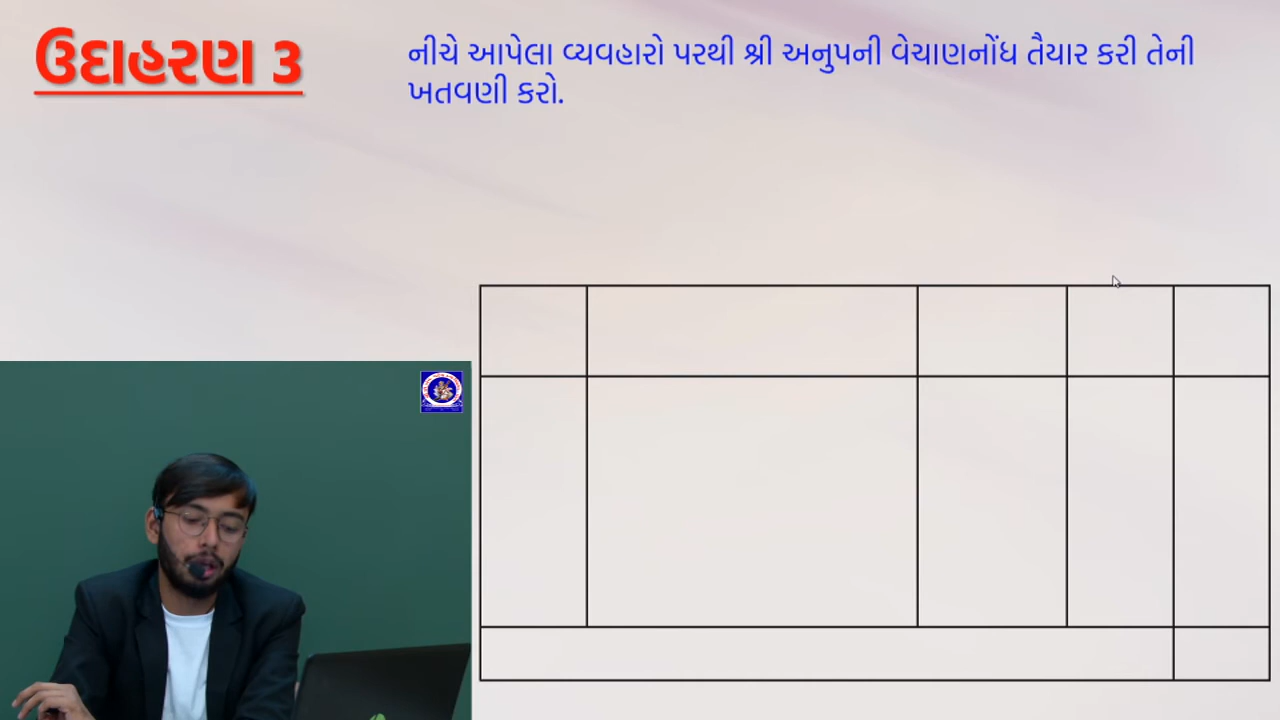 ઉદાહરણ 3
નીચે આપેલા વ્યવહારો પરથી શ્રી અનુપની વેચાણનોંધ તૈયાર કરી તેની
ખતવણી કરો.